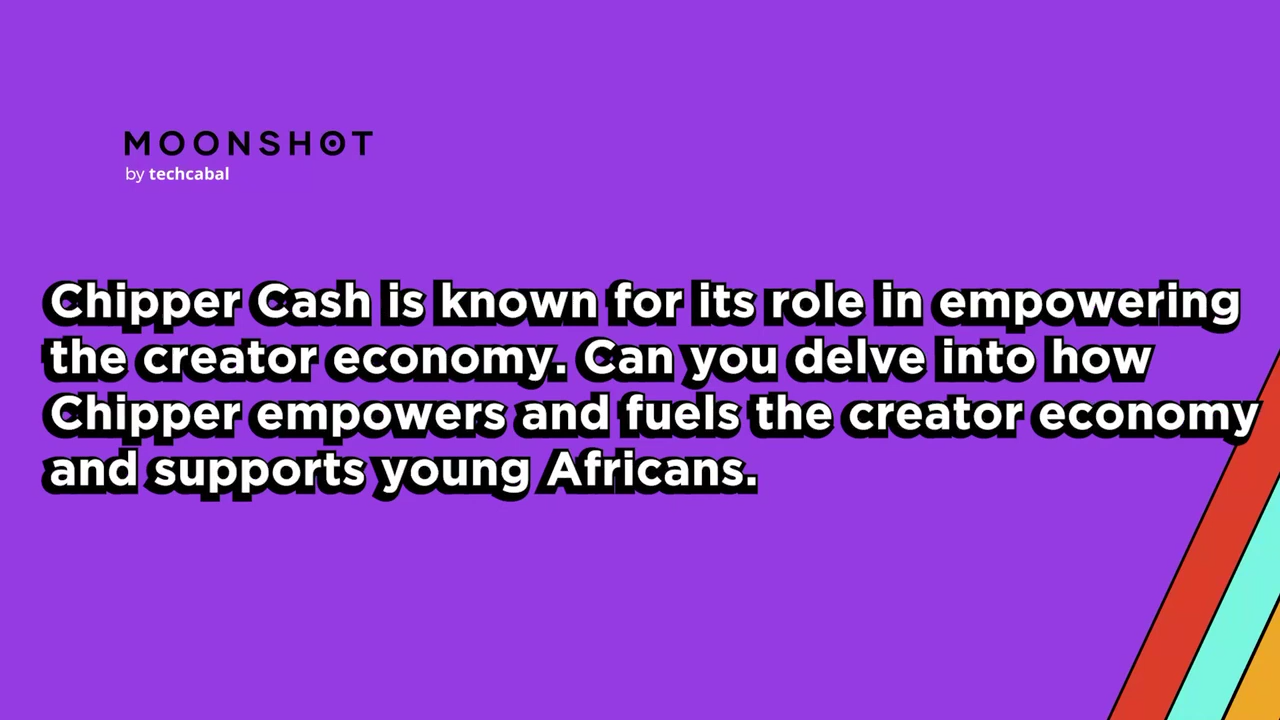 MOONSHOT
by techcabal
Chipper Cash is known for its role in empowering
the creator economy. Can you delve into how
Chipper empowers and fuels the creator economy
and supports young Africans.